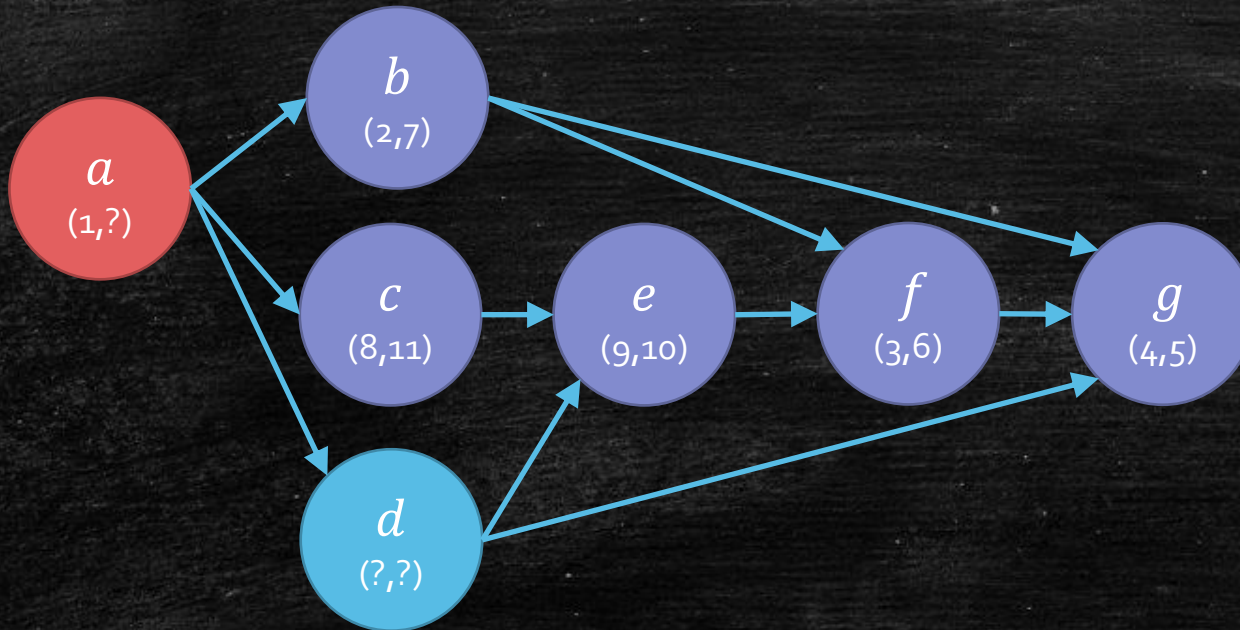 a
(1,?)
b
(2,7)
c
(8,11)
d
(?,?)
e
(9,10)
f
(3,6)
g
(4,5)